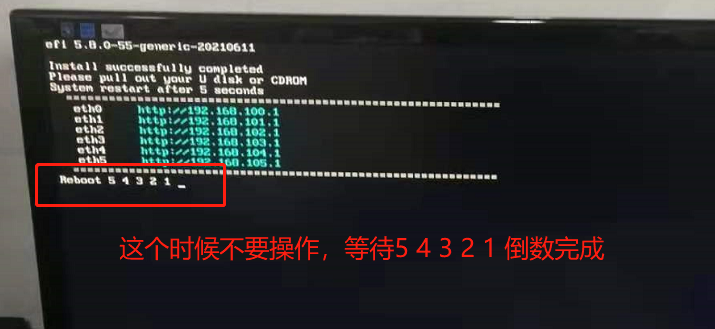 efi 5.8.0-55-generic-20210611
Install successfully completed
Please pull out your U disk or CDROM
System restart after 5 seconds
eth0 http://192.168.100.1
eth1 http://192.168.101.1
eth2 http://192.168.102.1
eth3 http://192.168.103.1
eth4 http://192.168.104.1
eth5 http://192.168.105.1
Reboot 5 4 3 2 1 _
这个时候不要操作，等待5 4 3 2 1 倒数完成